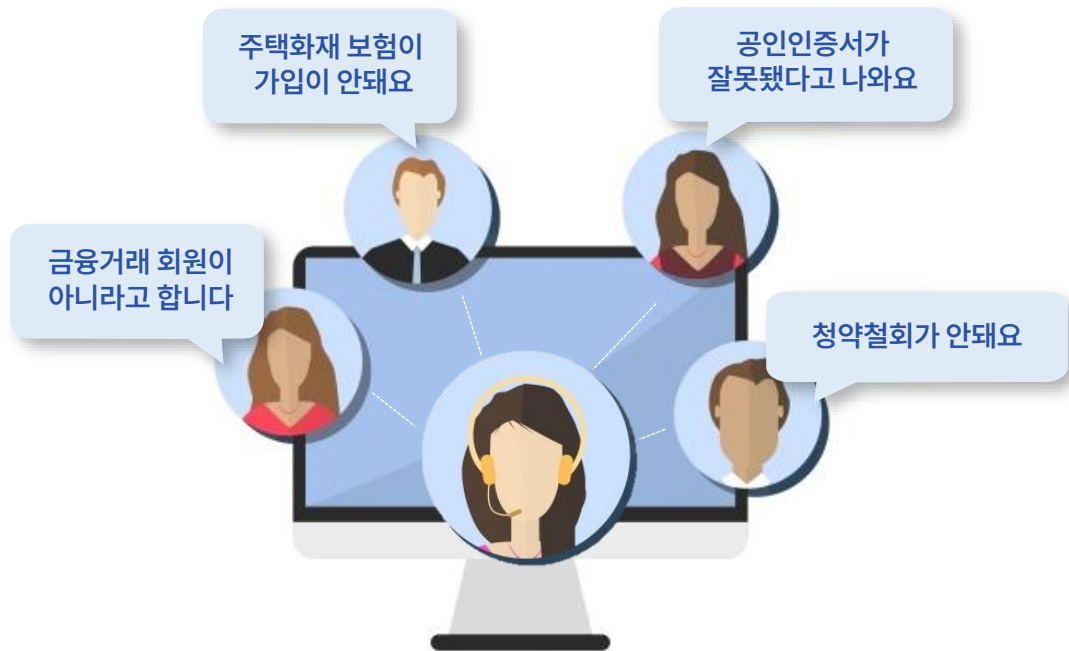 주택화재 보험이
가입이 안돼요
공인인증서가
잘못됐다고 나와요
금융거래 회원이
아니라고 합니다
청약철회가 안돼요